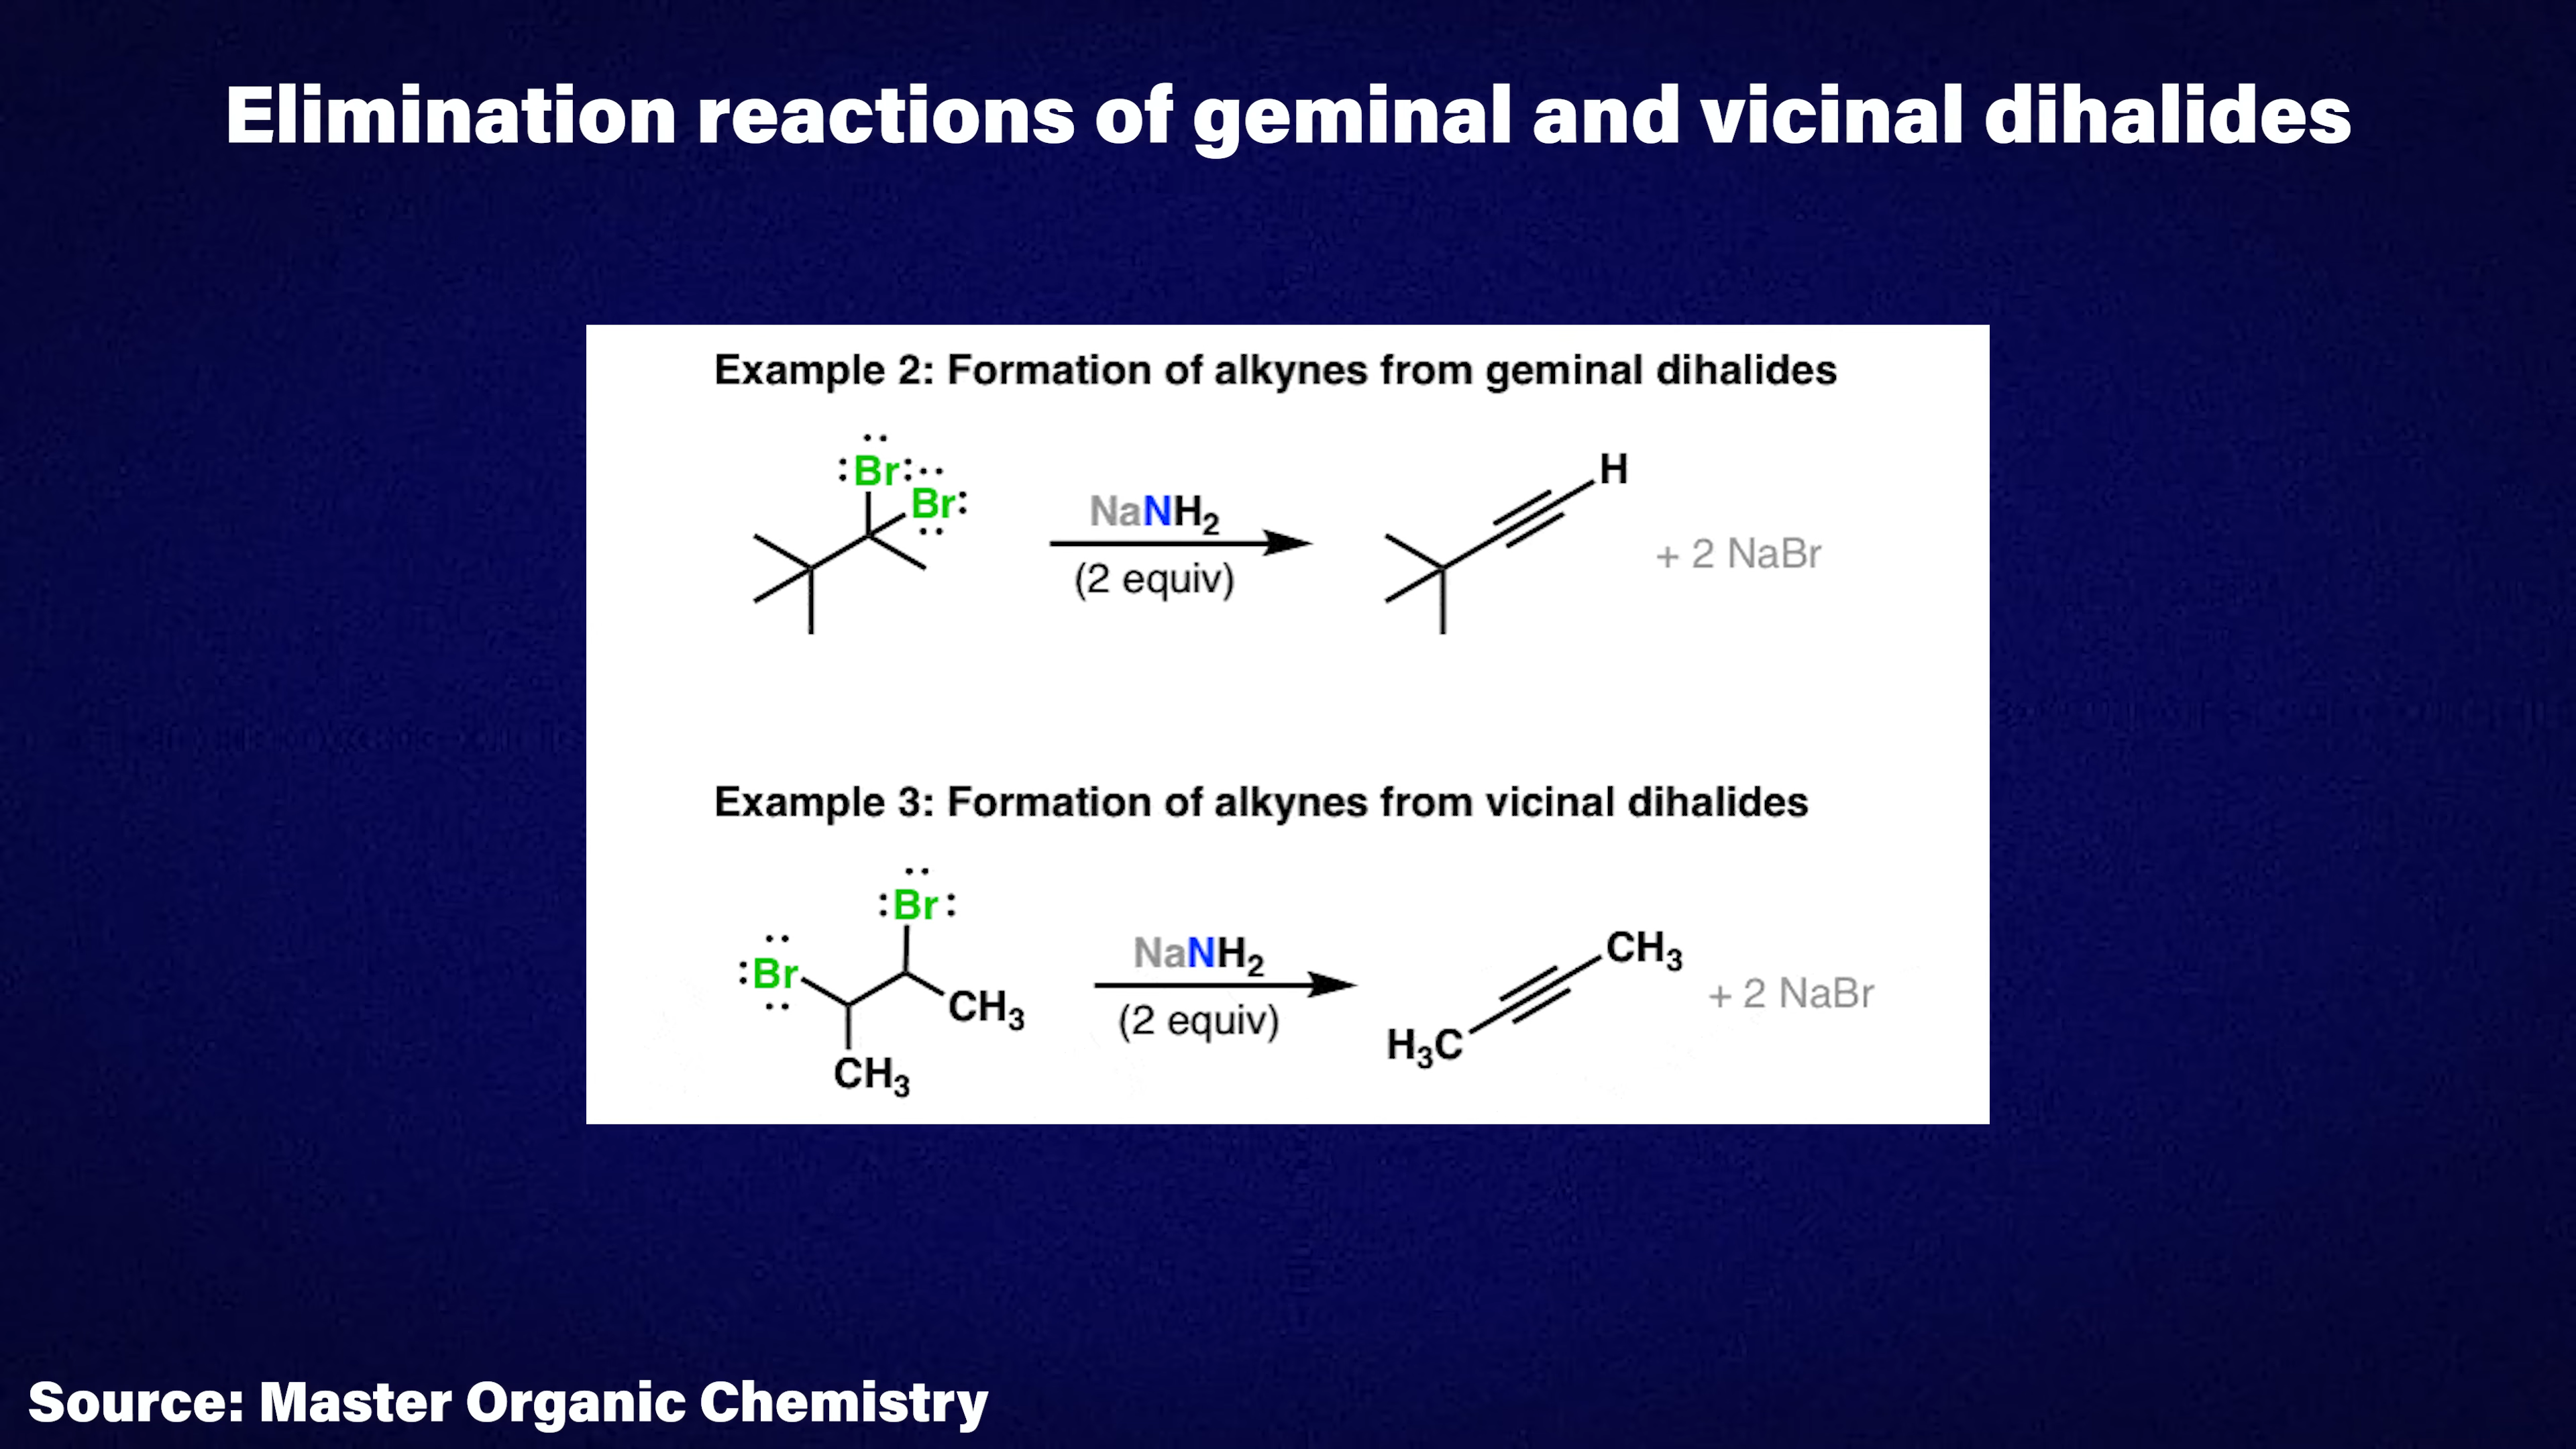 Elimination reactions of geminal and vicinal dihalides
Example 2: Formation of alkynes from geminal dihalides
:Br:
Br:
NaNH2
(2 equiv)
H
+ 2 NaBr
Example 3: Formation of alkynes from vicinal dihalides
:Br:
:Br
CH3
CH3
NaNH2
(2 equiv)
CH3
H3C
+ 2 NaBr
Source: Master Organic Chemistry